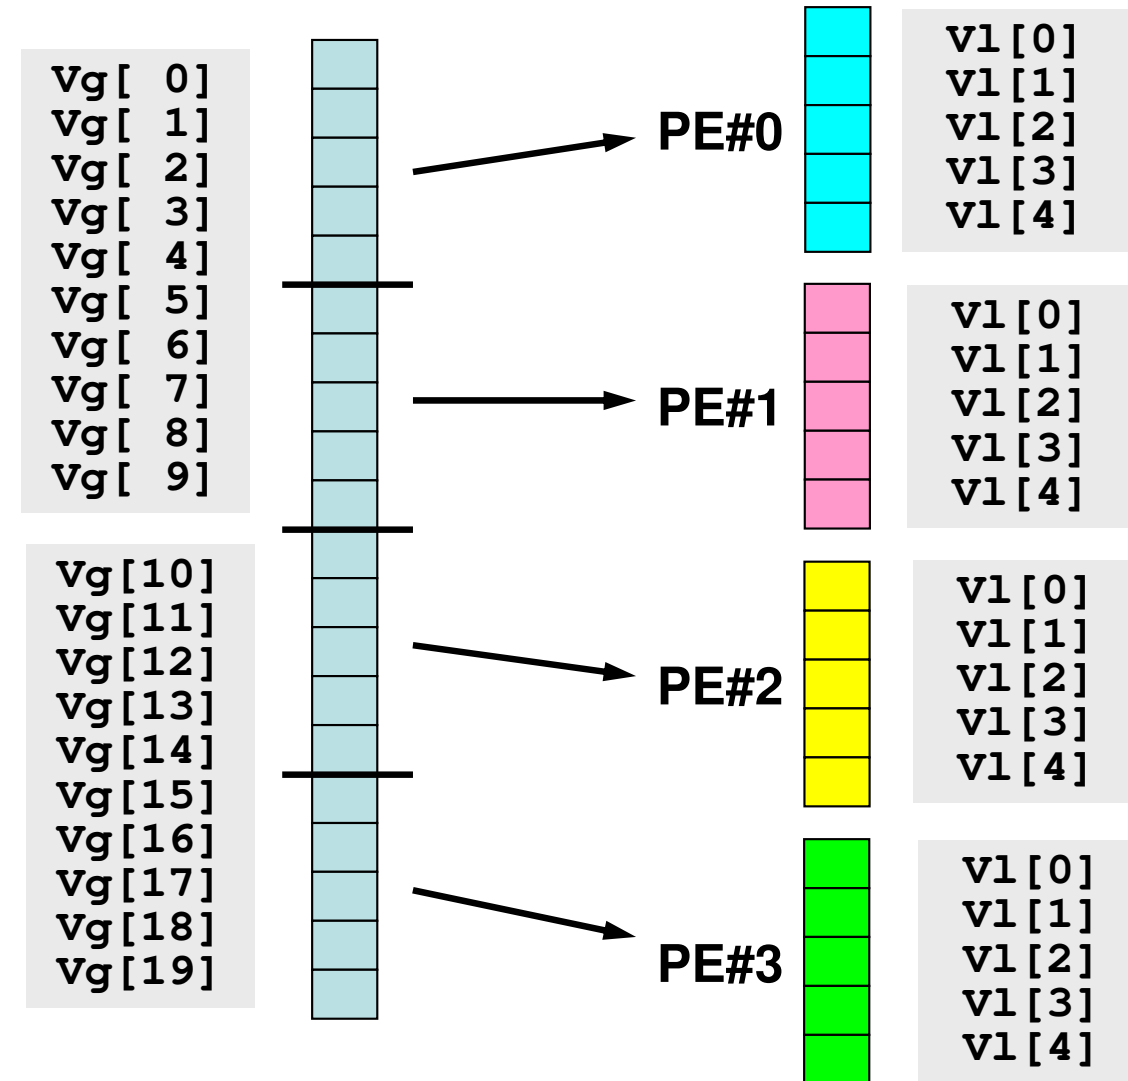 Vg[ 0]
Vg[ 1]
Vg[ 2]
Vg[ 3]
Vg[ 4]
Vg[ 5]
Vg[ 6]
Vg[ 7]
Vg[ 8]
Vg[ 9]
Vg[10]
Vg[11]
Vg[12]
Vg[13]
Vg[14]
Vg[15]
Vg[16]
Vg[17]
Vg[18]
Vg[19]
PE#0
Vl[0]
Vl[1]
Vl[2]
Vl[3]
Vl[4]
PE#1
Vl[0]
Vl[1]
Vl[2]
Vl[3]
Vl[4]
PE#2
Vl[0]
Vl[1]
Vl[2]
Vl[3]
Vl[4]
PE#3
Vl[0]
Vl[1]
Vl[2]
Vl[3]
Vl[4]